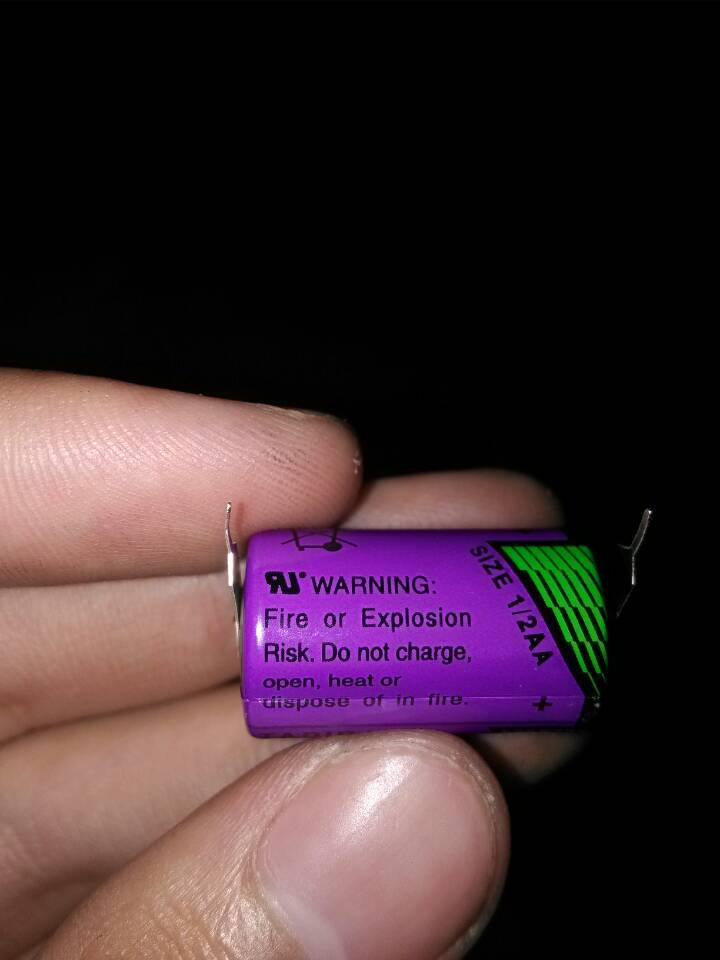 WARNING:
Fire or Explosion
Risk. Do not charge,
open, heat or
dispose of in fire.
SIZE 1/2AA
+